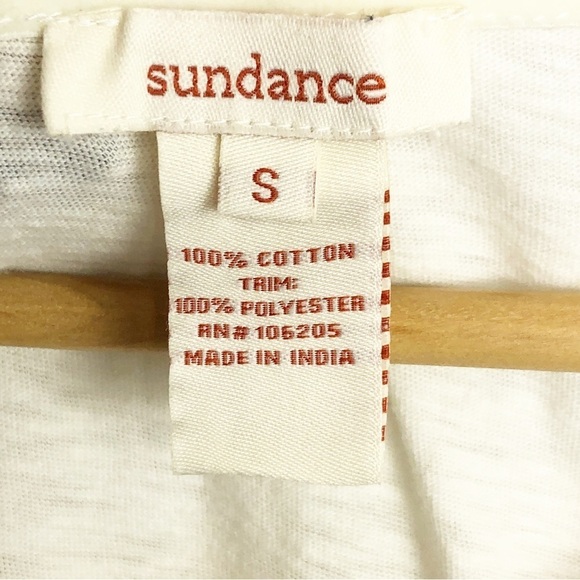 sundance
S
100% COTTON
TRIM:
100% POLYESTER
RN# 106205
MADE IN INDIA